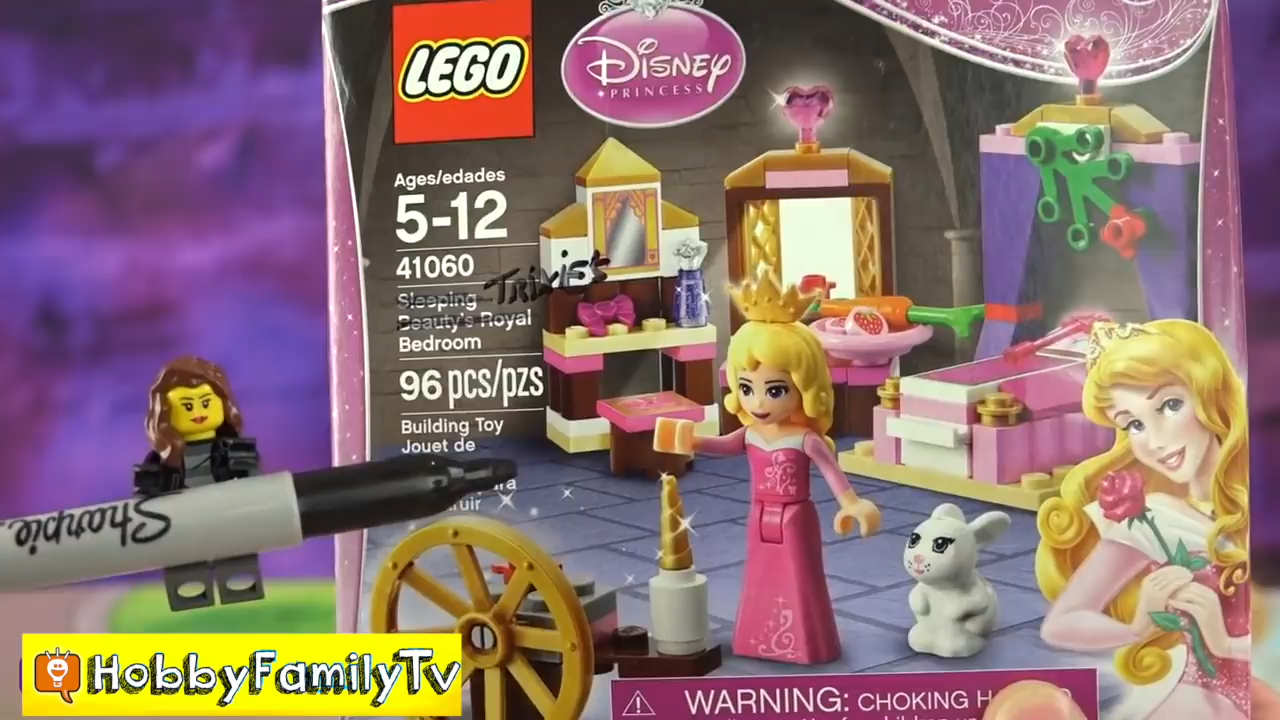 LEGO
Disney
PRINCESS
Ages/edades
5-12
41060
Sleeping TRIXIE'S
Beauty's Royal
Bedroom
96 pcs/pzs
Building Toy
Jouet de
Sharpie
WARNING: CHOKING
HobbyFamilyTv